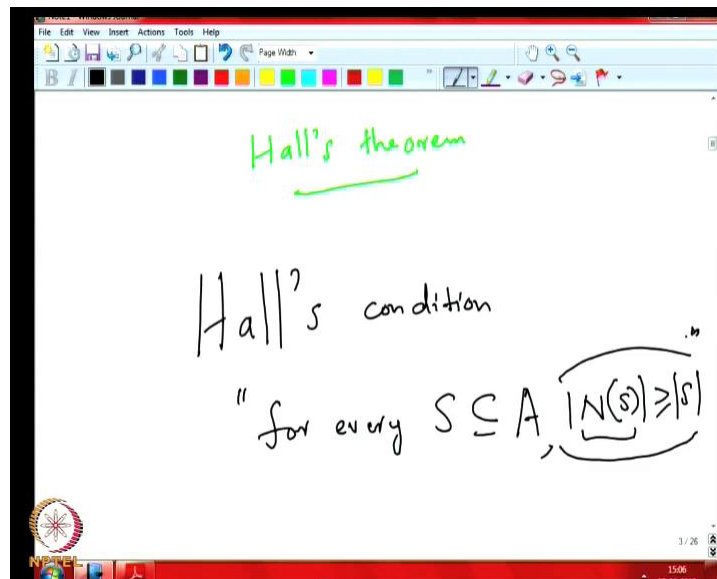 File Edit View Insert Actions Tools Help
Page Width
B I
Hall's theorem
Hall's condition
"for every S ⊆ A, |N(S)| ≥ |S|"
3 / 26
NPTEL
15:06